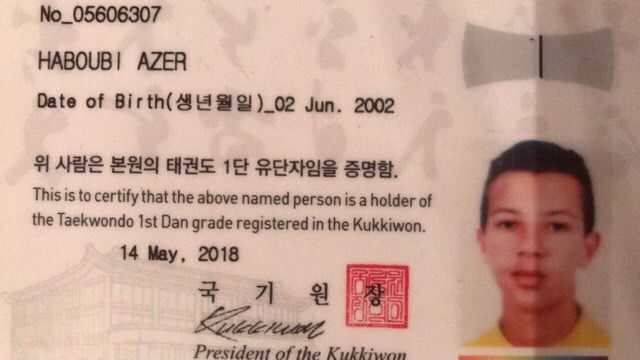 No_05606307
HABOUBI AZER
Date of Birth(생년월일)_02 Jun. 2002
위 사람은 본원의 태권도 1단 유단자임을 증명함.
This is to certify that the above named person is a holder of
the Taekwondo 1st Dan grade registered in the Kukkiwon.
14 May, 2018
국 기 원 장
Kukkiwon
President of the Kukkiwon